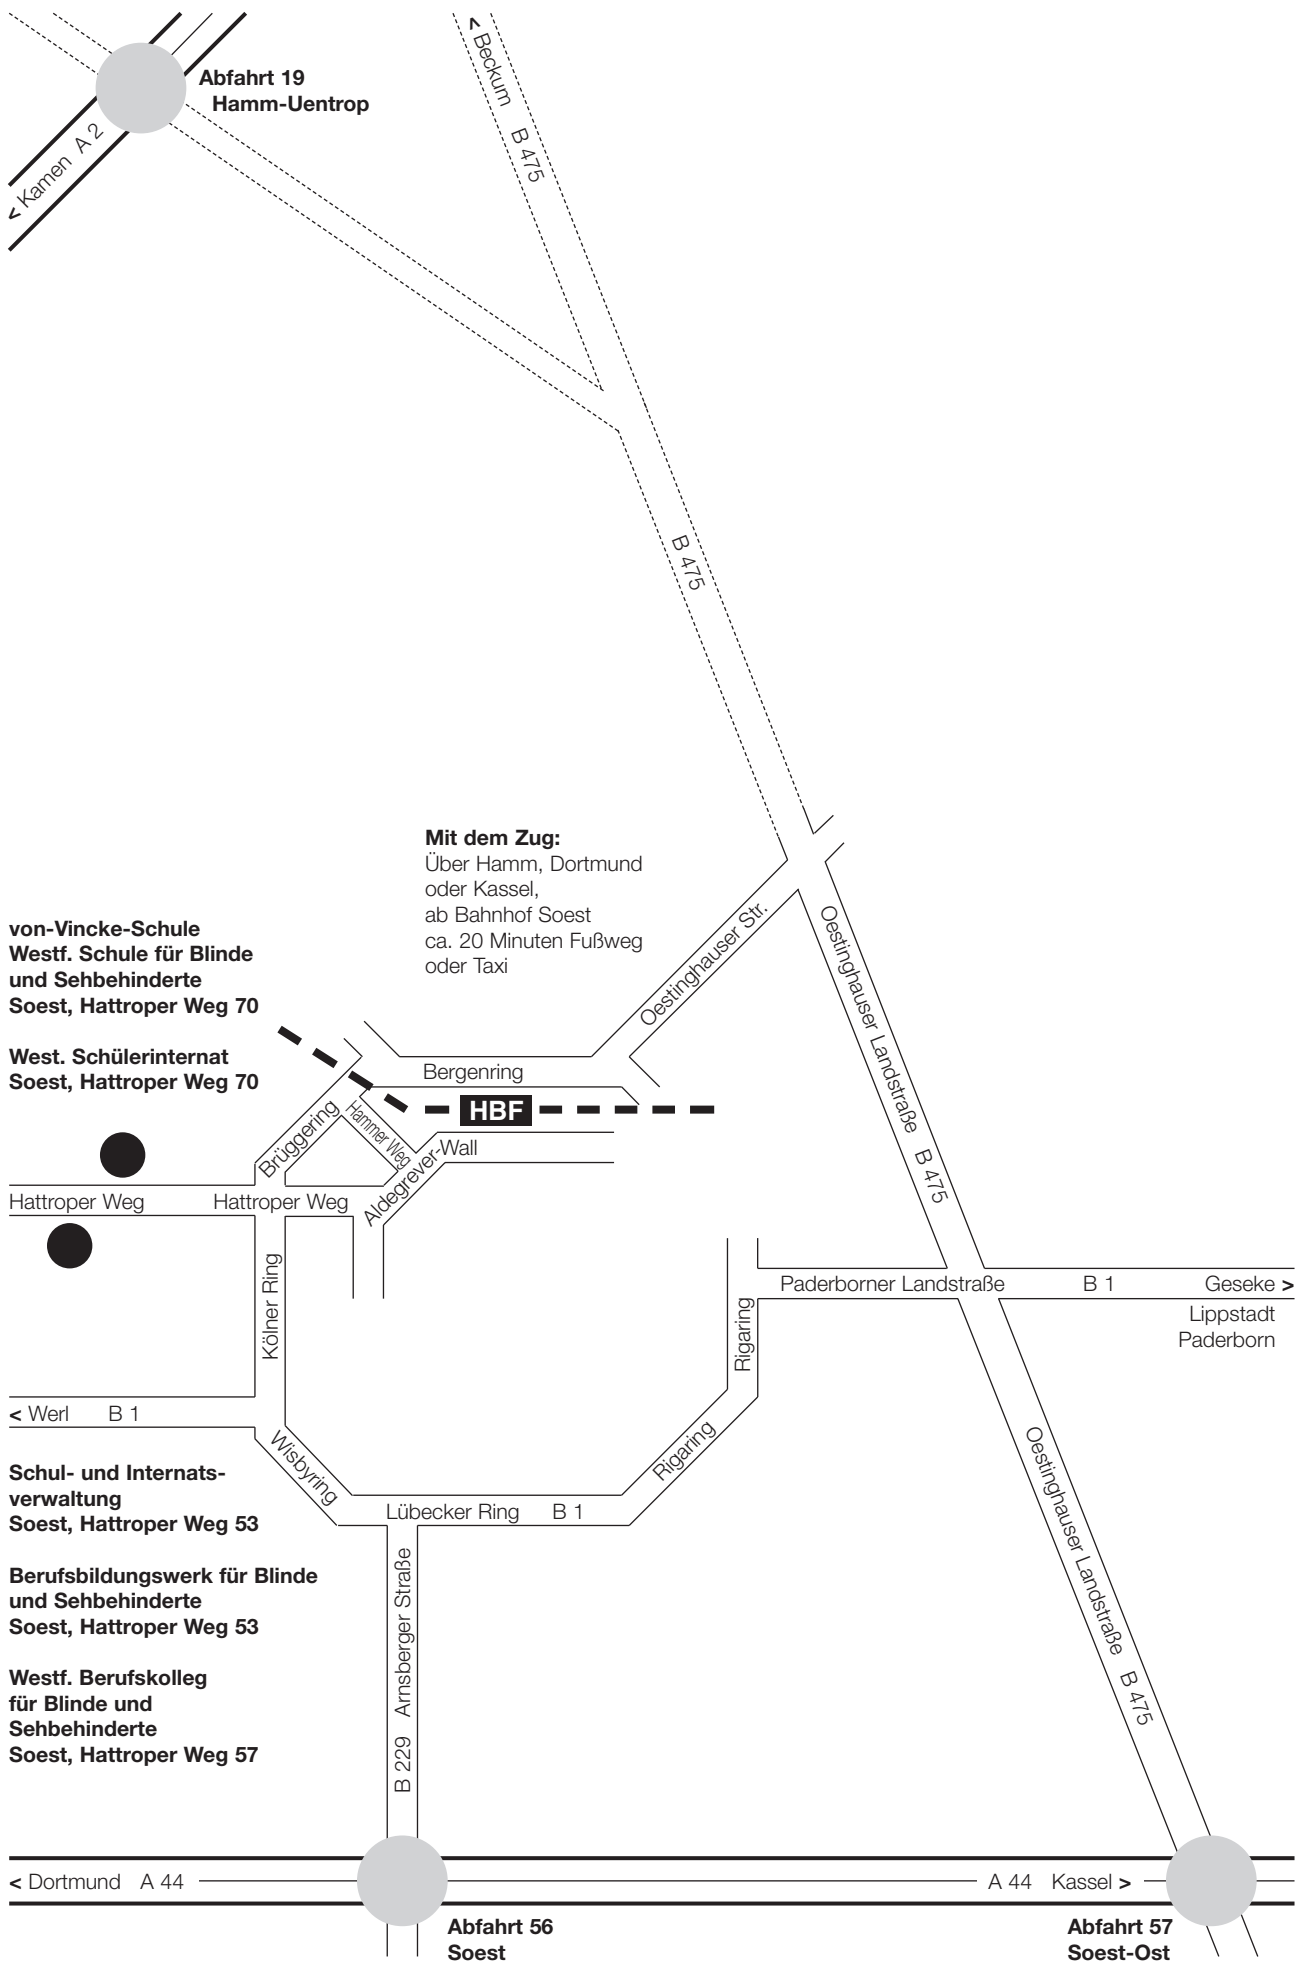 Abfahrt 19
Hamm-Uentrop
< Kamen A 2
< Beckum B 475
B 475
Mit dem Zug:
Über Hamm, Dortmund
oder Kassel,
ab Bahnhof Soest
ca. 20 Minuten Fußweg
oder Taxi
Oestinghauser Str.
Oestinghauser Landstraße B 475
von-Vincke-Schule
Westf. Schule für Blinde
und Sehbehinderte
Soest, Hattroper Weg 70
West. Schülerinternat
Soest, Hattroper Weg 70
Bergenring
HBF
Brüggering
Hammer Weg
Aldegrever-Wall
Hattroper Weg
Hattroper Weg
Kölner Ring
Paderborner Landstraße B 1 Geseke >
Lippstadt
Paderborn
Rigaring
< Werl B 1
Wisbyring
Rigaring
Lübecker Ring B 1
Oestinghauser Landstraße B 475
Schul- und Internats-
verwaltung
Soest, Hattroper Weg 53
Berufsbildungswerk für Blinde
und Sehbehinderte
Soest, Hattroper Weg 53
Westf. Berufskolleg
für Blinde und
Sehbehinderte
Soest, Hattroper Weg 57
B 229 Arnsberger Straße
< Dortmund A 44
A 44 Kassel >
Abfahrt 56
Soest
Abfahrt 57
Soest-Ost